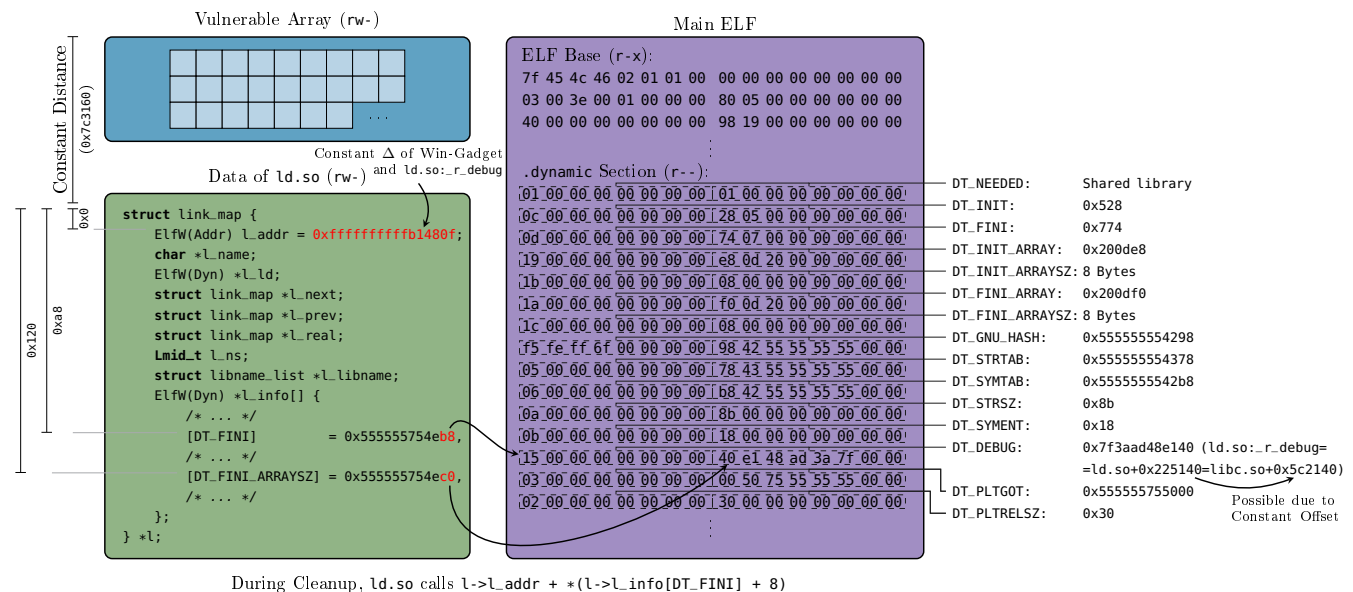 Vulnerable Array (rw-)
...
Constant Distance
(0x7c3160)
Constant Δ of Win-Gadget
and ld.so:_r_debug
Data of ld.so (rw-)
0x0
0xa8
0x120
struct link_map {
ElfW(Addr) l_addr = 0xffffffffffb1480f;
char *l_name;
ElfW(Dyn) *l_ld;
struct link_map *l_next;
struct link_map *l_prev;
struct link_map *l_real;
Lmid_t l_ns;
struct libname_list *l_libname;
ElfW(Dyn) *l_info[] {
/* ... */
[DT_FINI] = 0x555555754eb8,
/* ... */
[DT_FINI_ARRAYSZ] = 0x555555754ec0,
/* ... */
};
} *l;
Main ELF
ELF Base (r-x):
7f 45 4c 46 02 01 01 00 00 00 00 00 00 00 00 00
03 00 3e 00 01 00 00 00 80 05 00 00 00 00 00 00
40 00 00 00 00 00 00 00 98 19 00 00 00 00 00 00
.dynamic Section (r--):
01 00 00 00 00 00 00 00 01 00 00 00 00 00 00 00
0c 00 00 00 00 00 00 00 28 05 00 00 00 00 00 00
0d 00 00 00 00 00 00 00 74 07 00 00 00 00 00 00
19 00 00 00 00 00 00 00 e8 0d 20 00 00 00 00 00
1b 00 00 00 00 00 00 00 08 00 00 00 00 00 00 00
1a 00 00 00 00 00 00 00 f0 0d 20 00 00 00 00 00
1c 00 00 00 00 00 00 00 08 00 00 00 00 00 00 00
f5 fe ff 6f 00 00 00 00 98 42 55 55 55 55 00 00
05 00 00 00 00 00 00 00 78 43 55 55 55 55 00 00
06 00 00 00 00 00 00 00 b8 42 55 55 55 55 00 00
0a 00 00 00 00 00 00 00 8b 00 00 00 00 00 00 00
0b 00 00 00 00 00 00 00 18 00 00 00 00 00 00 00
15 00 00 00 00 00 00 00 40 e1 48 ad 3a 7f 00 00
03 00 00 00 00 00 00 00 00 50 75 55 55 55 00 00
02 00 00 00 00 00 00 00 30 00 00 00 00 00 00 00
DT_NEEDED: Shared library
DT_INIT: 0x528
DT_FINI: 0x774
DT_INIT_ARRAY: 0x200de8
DT_INIT_ARRAYSZ: 8 Bytes
DT_FINI_ARRAY: 0x200df0
DT_FINI_ARRAYSZ: 8 Bytes
DT_GNU_HASH: 0x555555554298
DT_STRTAB: 0x555555554378
DT_SYMTAB: 0x5555555542b8
DT_STRSZ: 0x8b
DT_SYMENT: 0x18
DT_DEBUG: 0x7f3aad48e140 (ld.so:_r_debug=
=ld.so+0x225140=libc.so+0x5c2140)
DT_PLTGOT: 0x555555755000
DT_PLTRELSZ: 0x30
Possible due to
Constant Offset
During Cleanup, ld.so calls l->l_addr + *(l->l_info[DT_FINI] + 8)